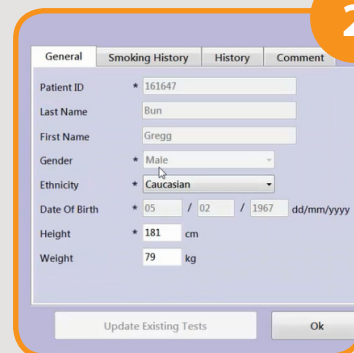 2
General Smoking History History Comment
Patient ID * 161647
Last Name Bun
First Name Gregg
Gender * Male
Ethnicity * Caucasian
Date Of Birth * 05 / 02 / 1967 dd/mm/yyyy
Height * 181 cm
Weight 79 kg
Update Existing Tests Ok